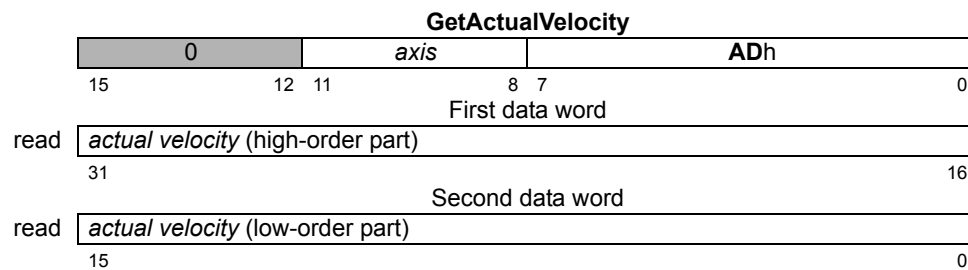 GetActualVelocity
0 axis ADh
15 12 11 8 7 0
First data word
read actual velocity (high-order part)
31 16
Second data word
read actual velocity (low-order part)
15 0